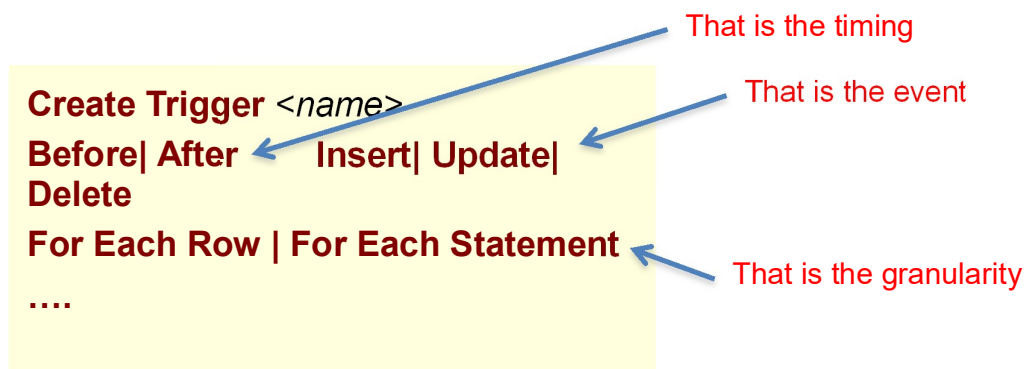 That is the timing
Create Trigger <name>
That is the event
Before| After Insert| Update|
Delete
For Each Row | For Each Statement
That is the granularity
....